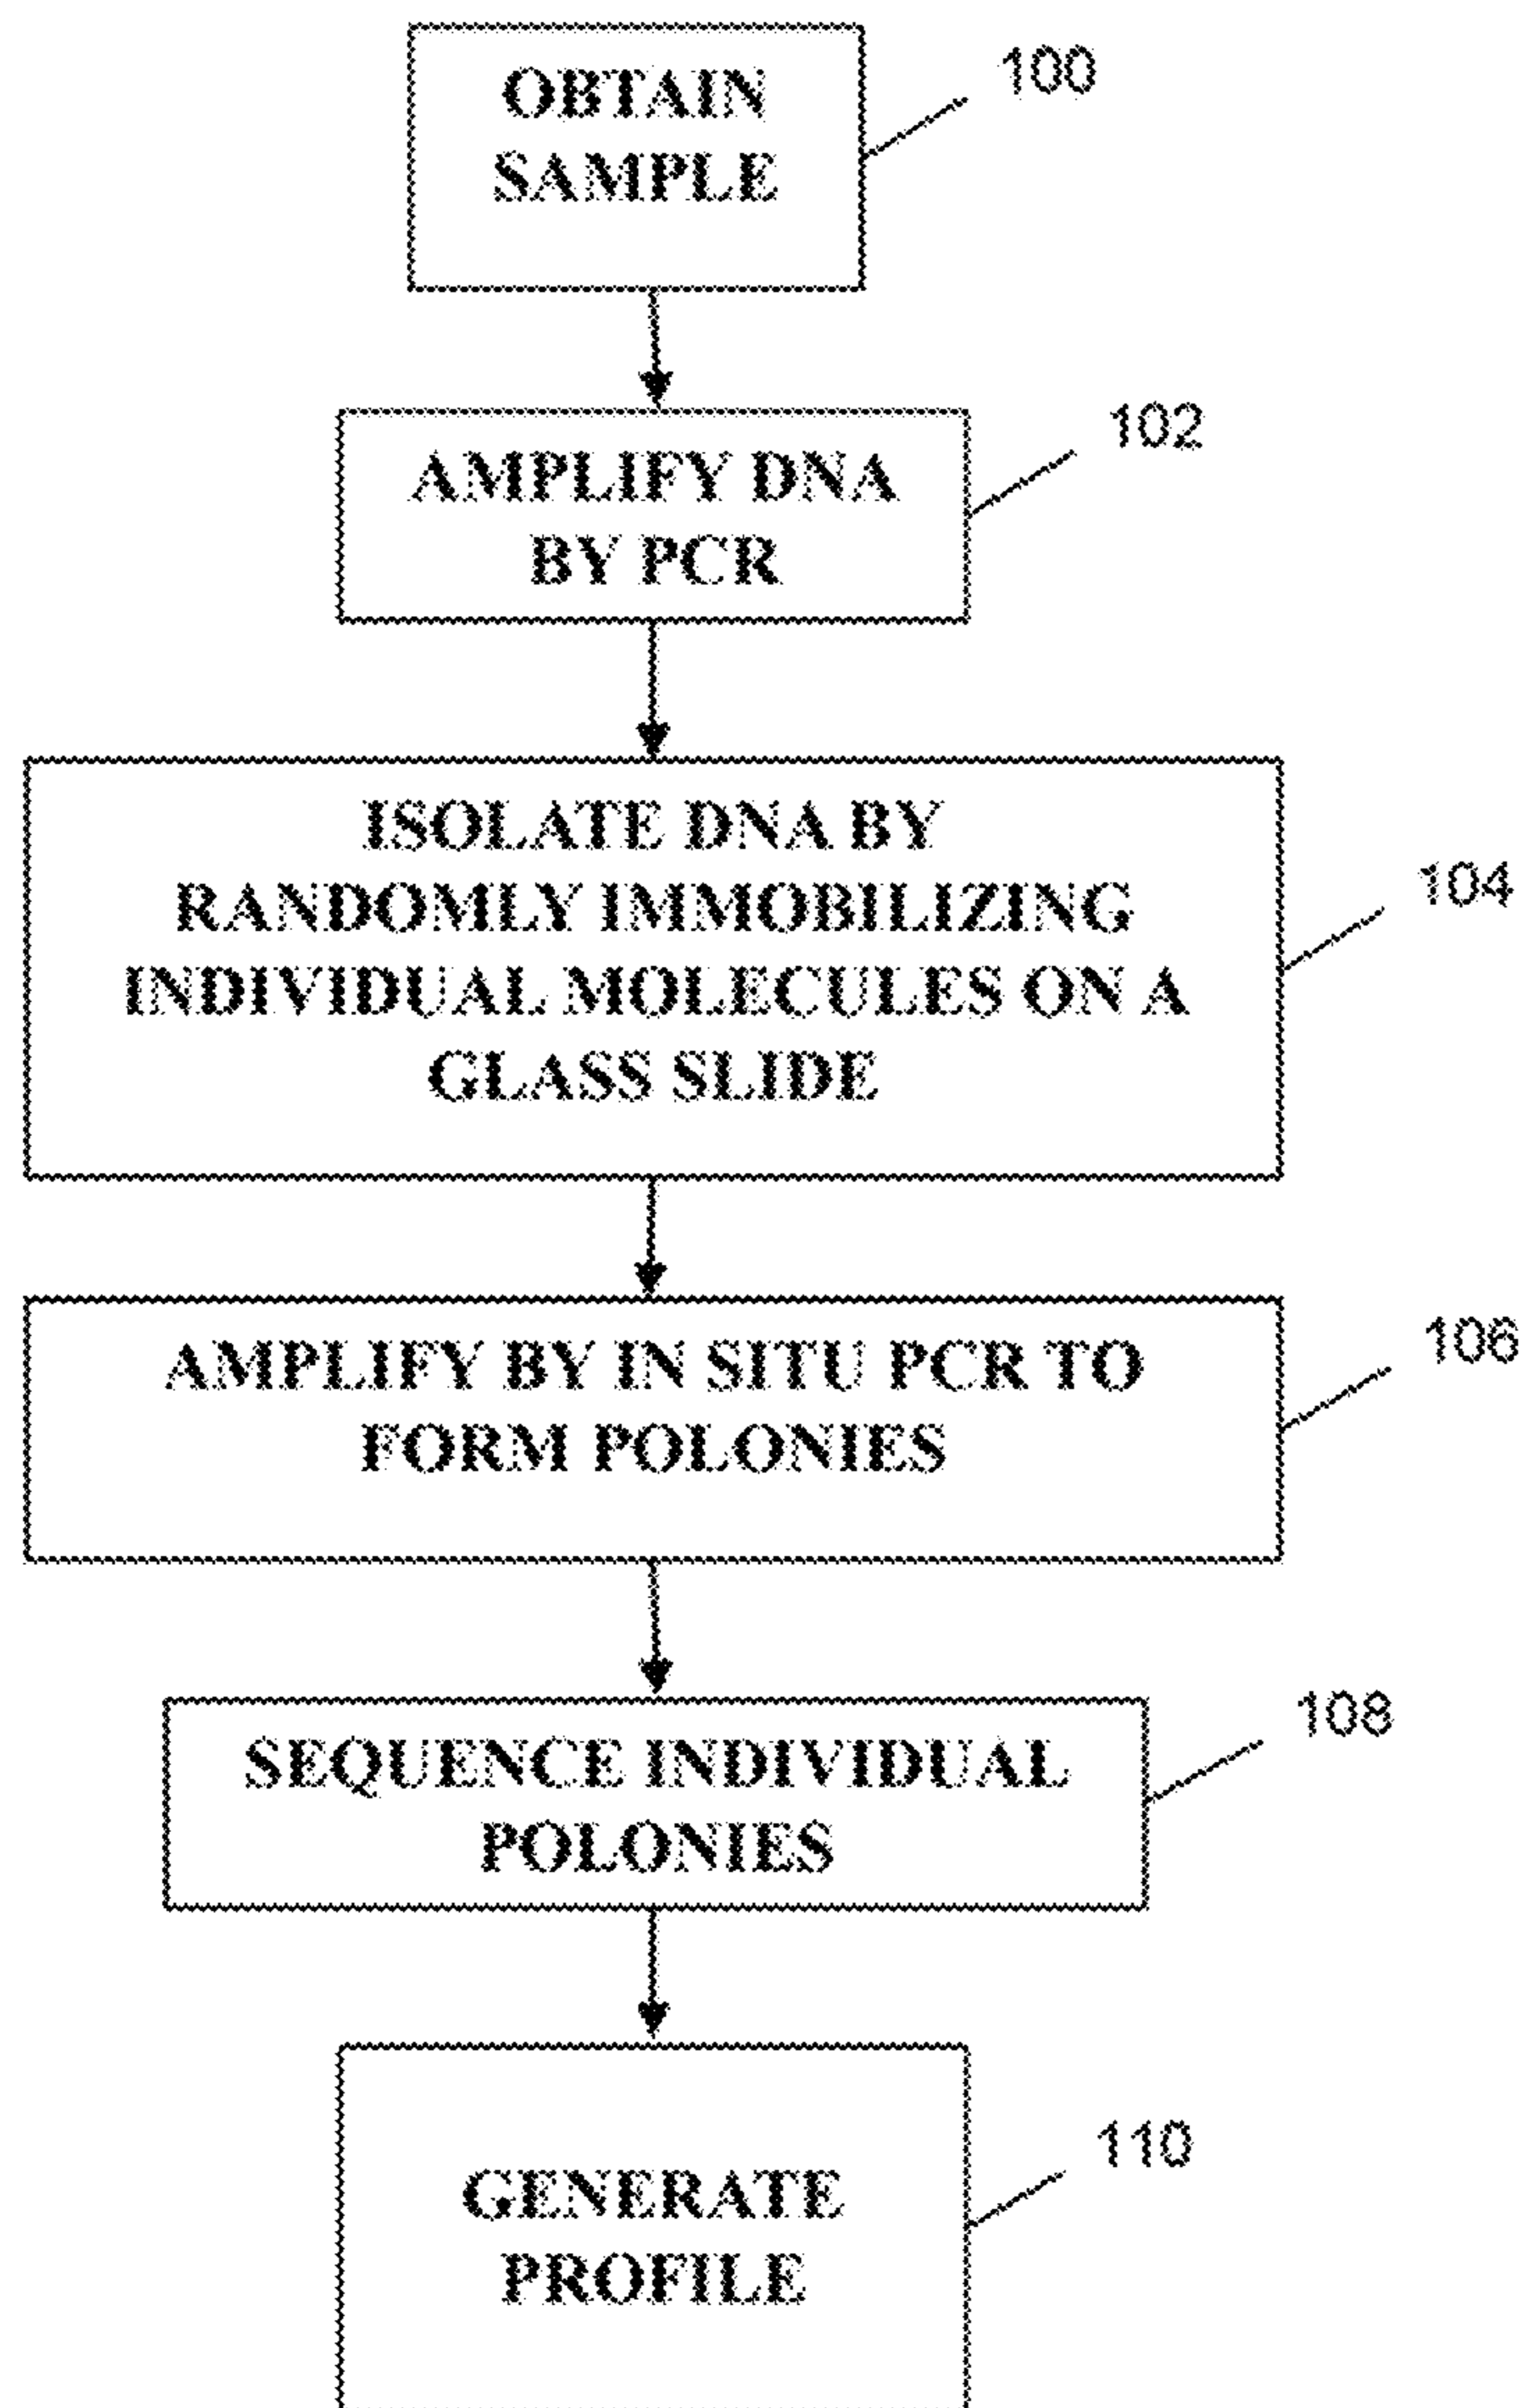 OBTAIN
SAMPLE
100
AMPLIFY DNA
BY PCR
102
ISOLATE DNA BY
RANDOMLY IMMOBILIZING
INDIVIDUAL MOLECULES ON A
GLASS SLIDE
104
AMPLIFY BY IN SITU PCR TO
FORM POLONIES
106
SEQUENCE INDIVIDUAL
POLONIES
108
GENERATE
PROFILE
110